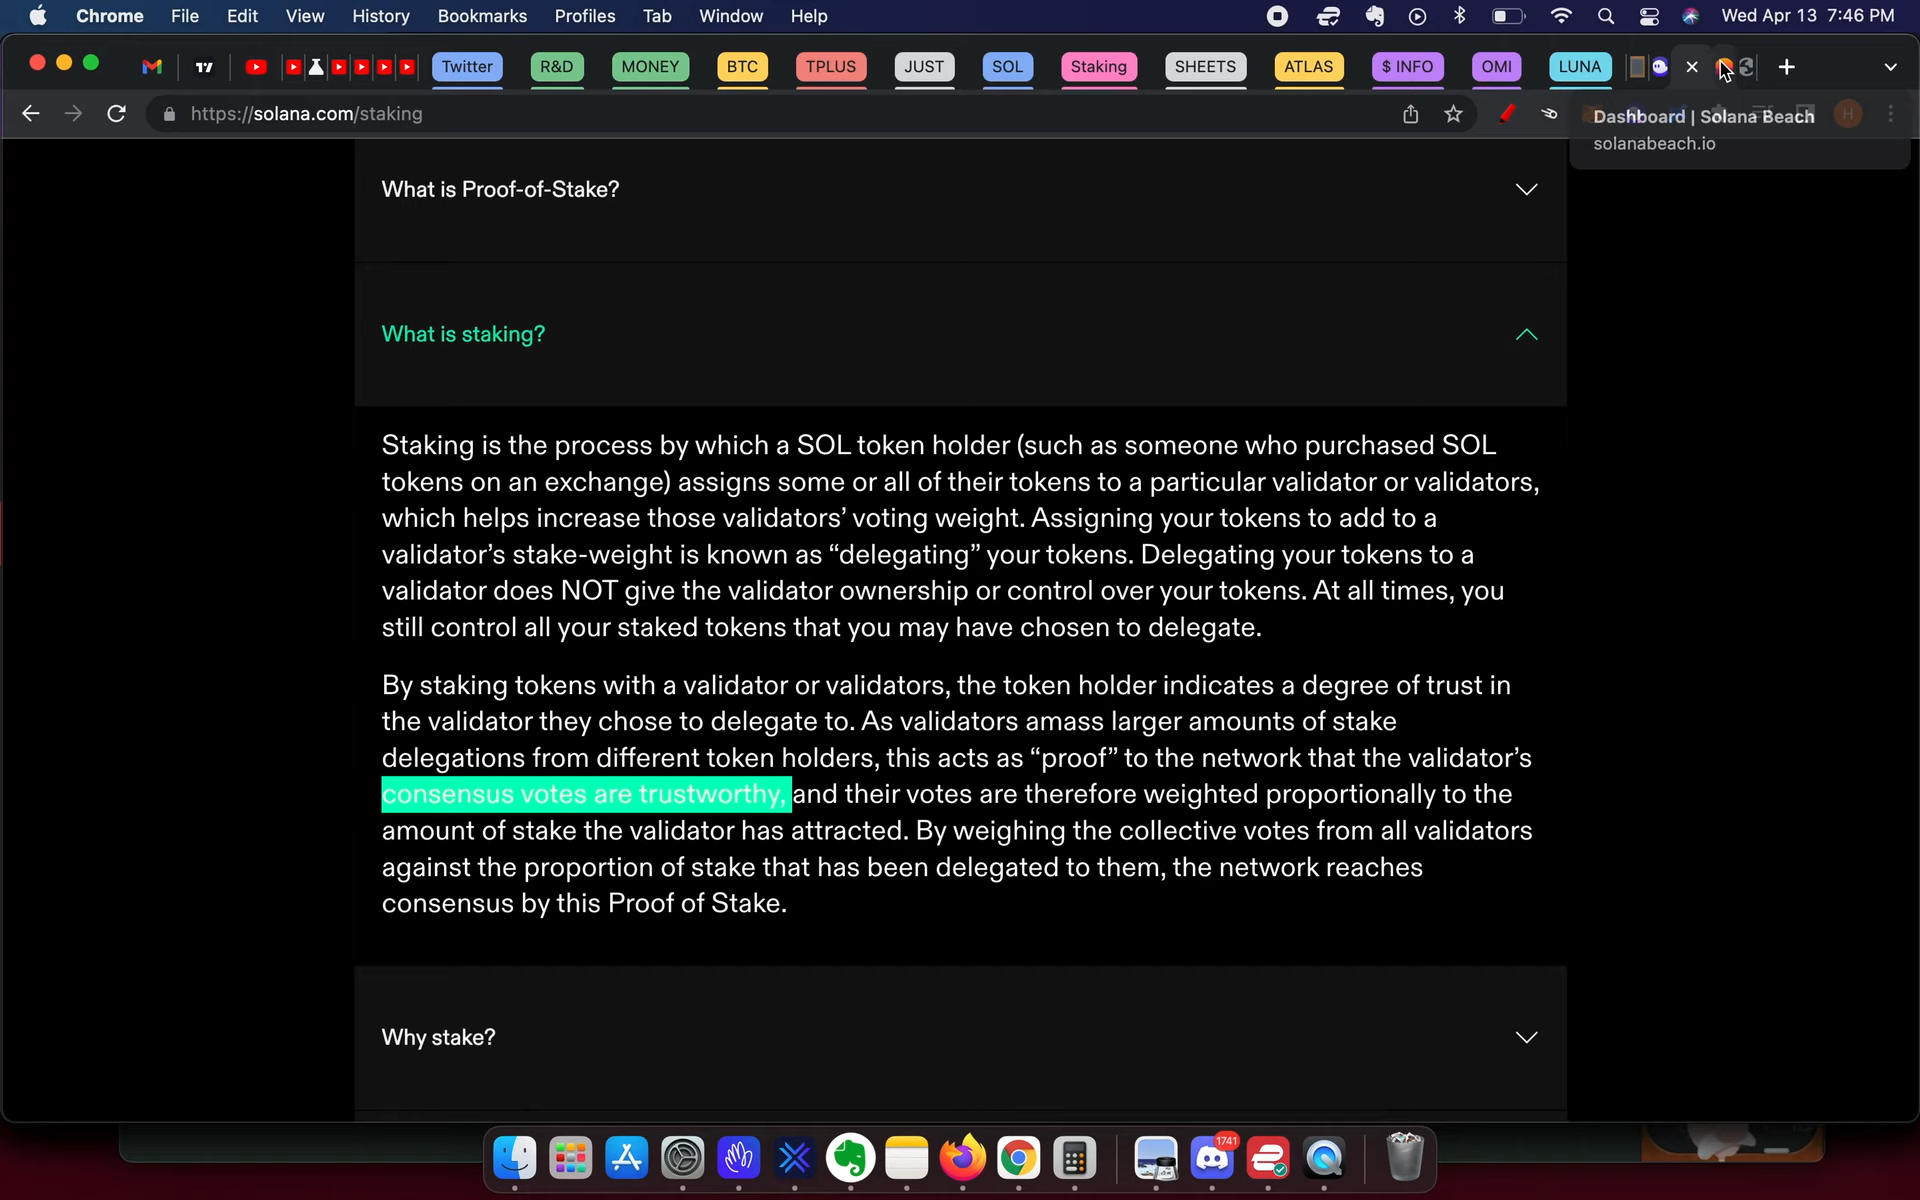 Chrome File Edit View History Bookmarks Profiles Tab Window Help Wed Apr 13 7:46 PM
Twitter R&D MONEY BTC TPLUS JUST SOL Staking SHEETS ATLAS $ INFO OMI LUNA
https://solana.com/staking
Dashboard | Solana Beach
solanabeach.io
What is Proof-of-Stake?
What is staking?
Staking is the process by which a SOL token holder (such as someone who purchased SOL
tokens on an exchange) assigns some or all of their tokens to a particular validator or validators,
which helps increase those validators’ voting weight. Assigning your tokens to add to a
validator’s stake-weight is known as “delegating” your tokens. Delegating your tokens to a
validator does NOT give the validator ownership or control over your tokens. At all times, you
still control all your staked tokens that you may have chosen to delegate.
By staking tokens with a validator or validators, the token holder indicates a degree of trust in
the validator they chose to delegate to. As validators amass larger amounts of stake
delegations from different token holders, this acts as “proof” to the network that the validator’s
consensus votes are trustworthy, and their votes are therefore weighted proportionally to the
amount of stake the validator has attracted. By weighing the collective votes from all validators
against the proportion of stake that has been delegated to them, the network reaches
consensus by this Proof of Stake.
Why stake?
1741